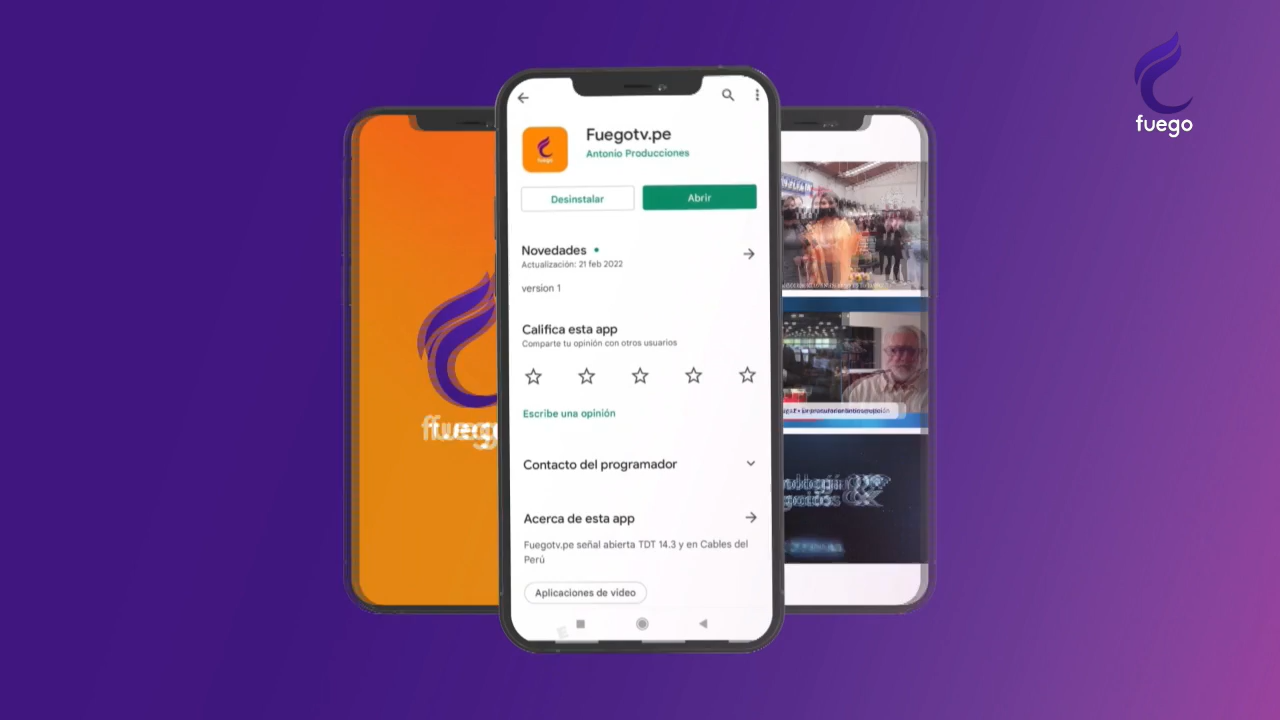 fuego
Fuegotv.pe
Antonio Producciones
fuego
Desinstalar
Abrir
Novedades
Actualización: 21 feb 2022
version 1
Califica esta app
Comparte tu opinión con otros usuarios
Escribe una opinión
Contacto del programador
Acerca de esta app
Fuegotv.pe señal abierta TDT 14.3 y en Cables del
Perú
Aplicaciones de video